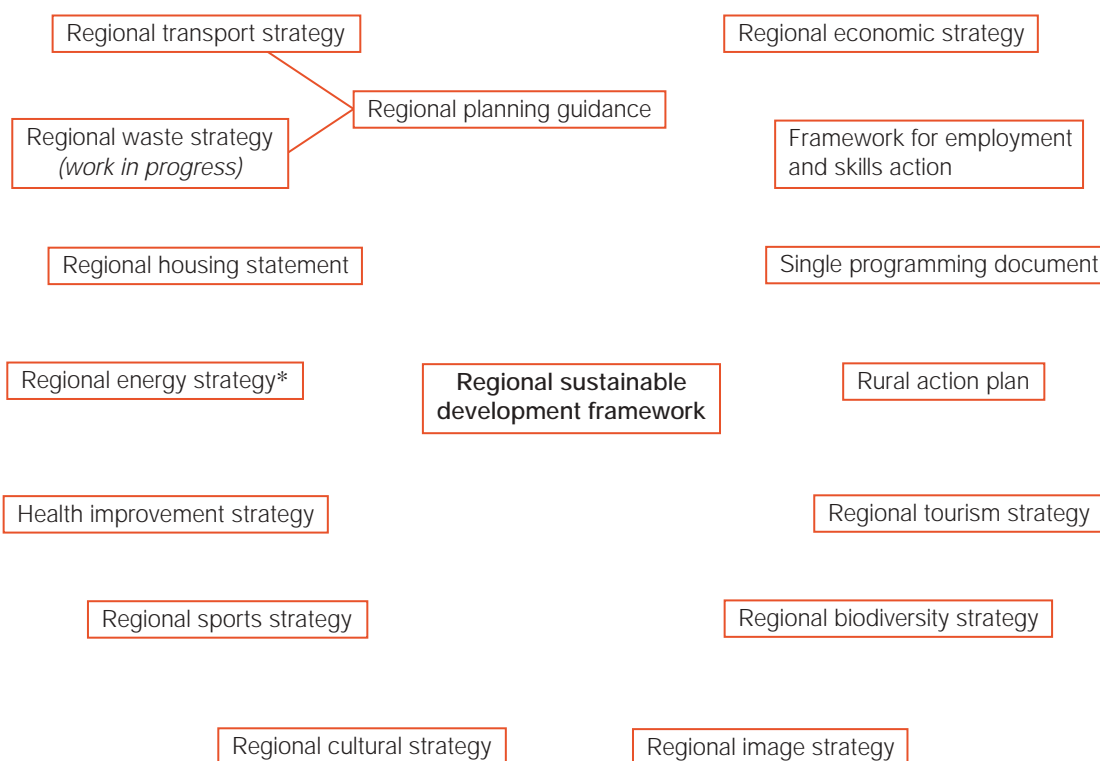 Regional transport strategy
Regional economic strategy
Regional planning guidance
Regional waste strategy
(work in progress)
Framework for employment
and skills action
Regional housing statement
Single programming document
Regional energy strategy*
Regional sustainable
development framework
Rural action plan
Health improvement strategy
Regional tourism strategy
Regional sports strategy
Regional biodiversity strategy
Regional cultural strategy
Regional image strategy